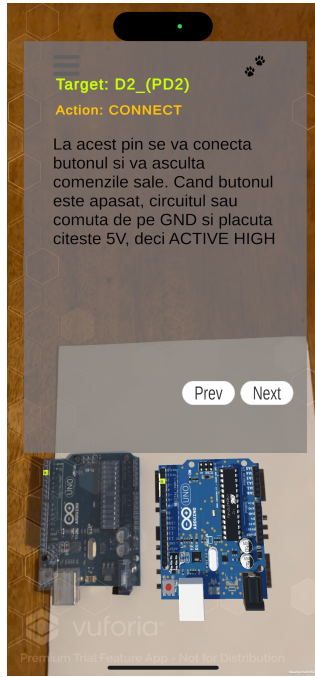 Target: D2_(PD2)
Action: CONNECT
La acest pin se va conecta
butonul si va asculta
comenzile sale. Cand butonul
este apasat, circuitul sau
comuta de pe GND si placuta
citeste 5V, deci ACTIVE HIGH
Prev Next
UNO
ARDUINO
UNO
ARDUINO
vuforia
Premium Trial Feature App - Not for Distribution